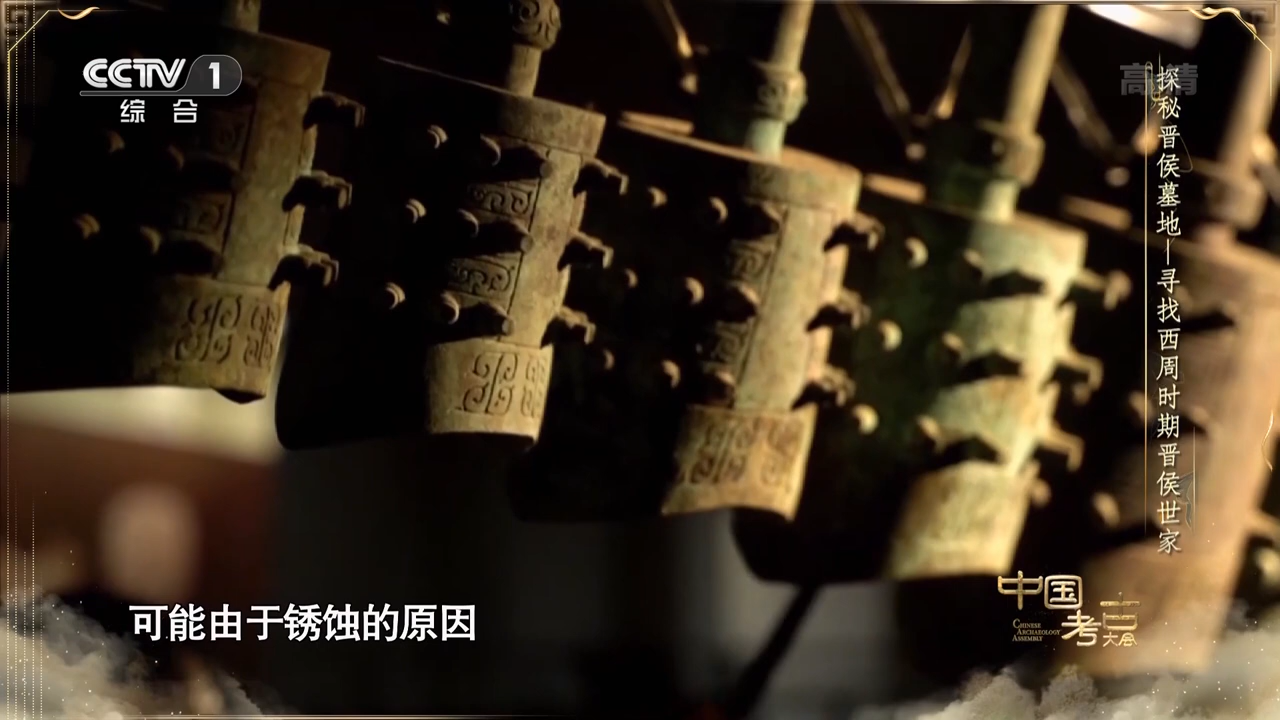 CCTV 1
综合
高清
探秘晋侯墓地—寻找西周时期晋侯世家
可能由于锈蚀的原因
中国考古大会
CHINESE
ARCHAEOLOGY
ASSEMBLY